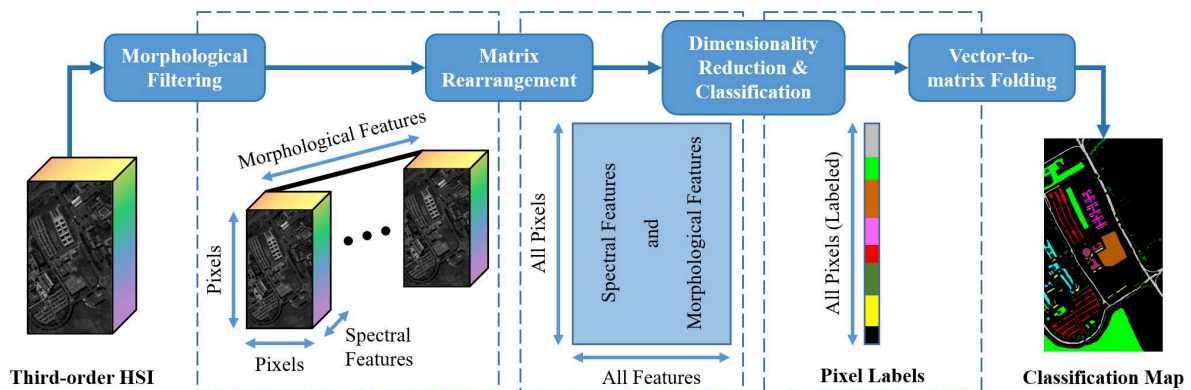 Morphological
Filtering
Matrix
Rearrangement
Dimensionality
Reduction &
Classification
Vector-to-
matrix Folding
Morphological Features
Pixels
Pixels
Spectral
Features
All Pixels
Spectral Features
and
Morphological Features
All Features
All Pixels (Labeled)
Third-order HSI
Pixel Labels
Classification Map